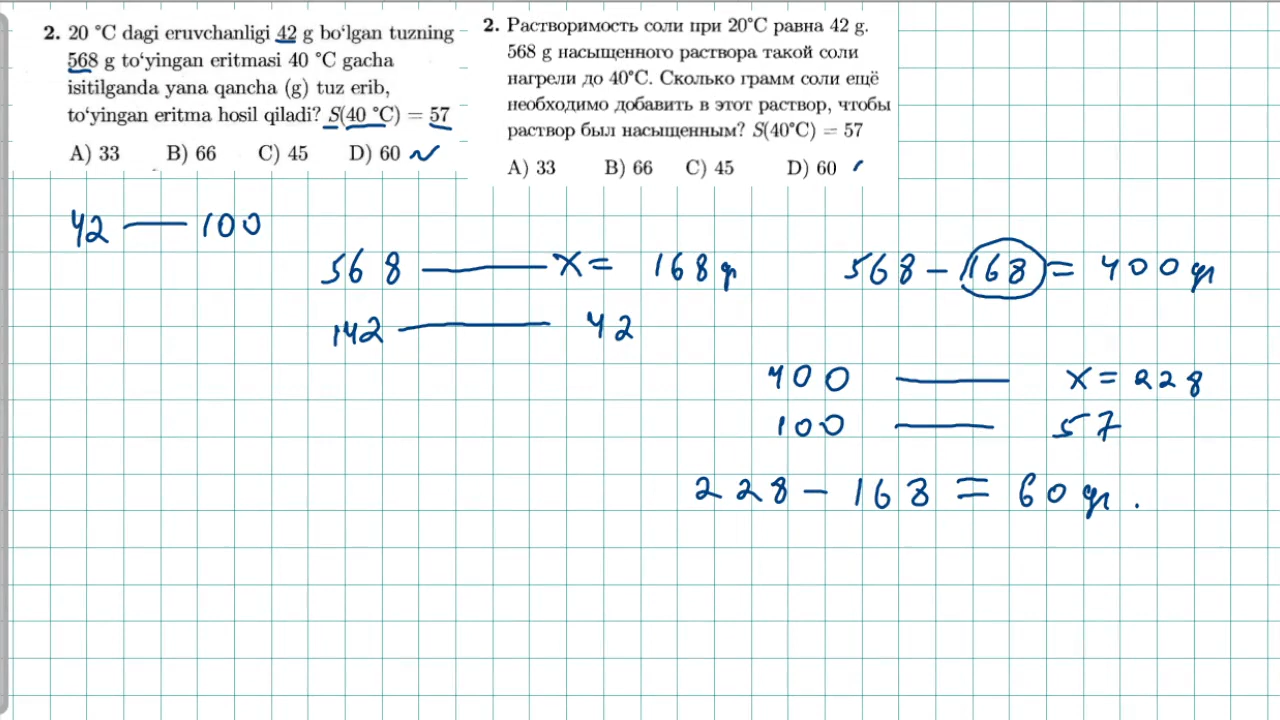 2. 20 °C dagi eruvchanligi 42 g bo‘lgan tuzning
568 g to‘yingan eritmasi 40 °C gacha
isitilganda yana qancha (g) tuz erib,
to‘yingan eritma hosil qiladi? S(40 °C) = 57
A) 33 B) 66 C) 45 D) 60
2. Растворимость соли при 20°C равна 42 g.
568 g насыщенного раствора такой соли
нагрели до 40°C. Сколько грамм соли ещё
необходимо добавить в этот раствор, чтобы
раствор был насыщенным? S(40°C) = 57
A) 33 B) 66 C) 45 D) 60
42 — 100
568 — x = 168 gr
142 — 42
568 - 168 = 400 gr
400 — x = 228
100 — 57
228 - 168 = 60 gr.